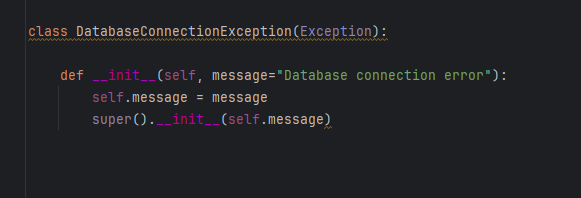 class DatabaseConnectionException(Exception):
def __init__(self, message="Database connection error"):
self.message = message
super().__init__(self.message)